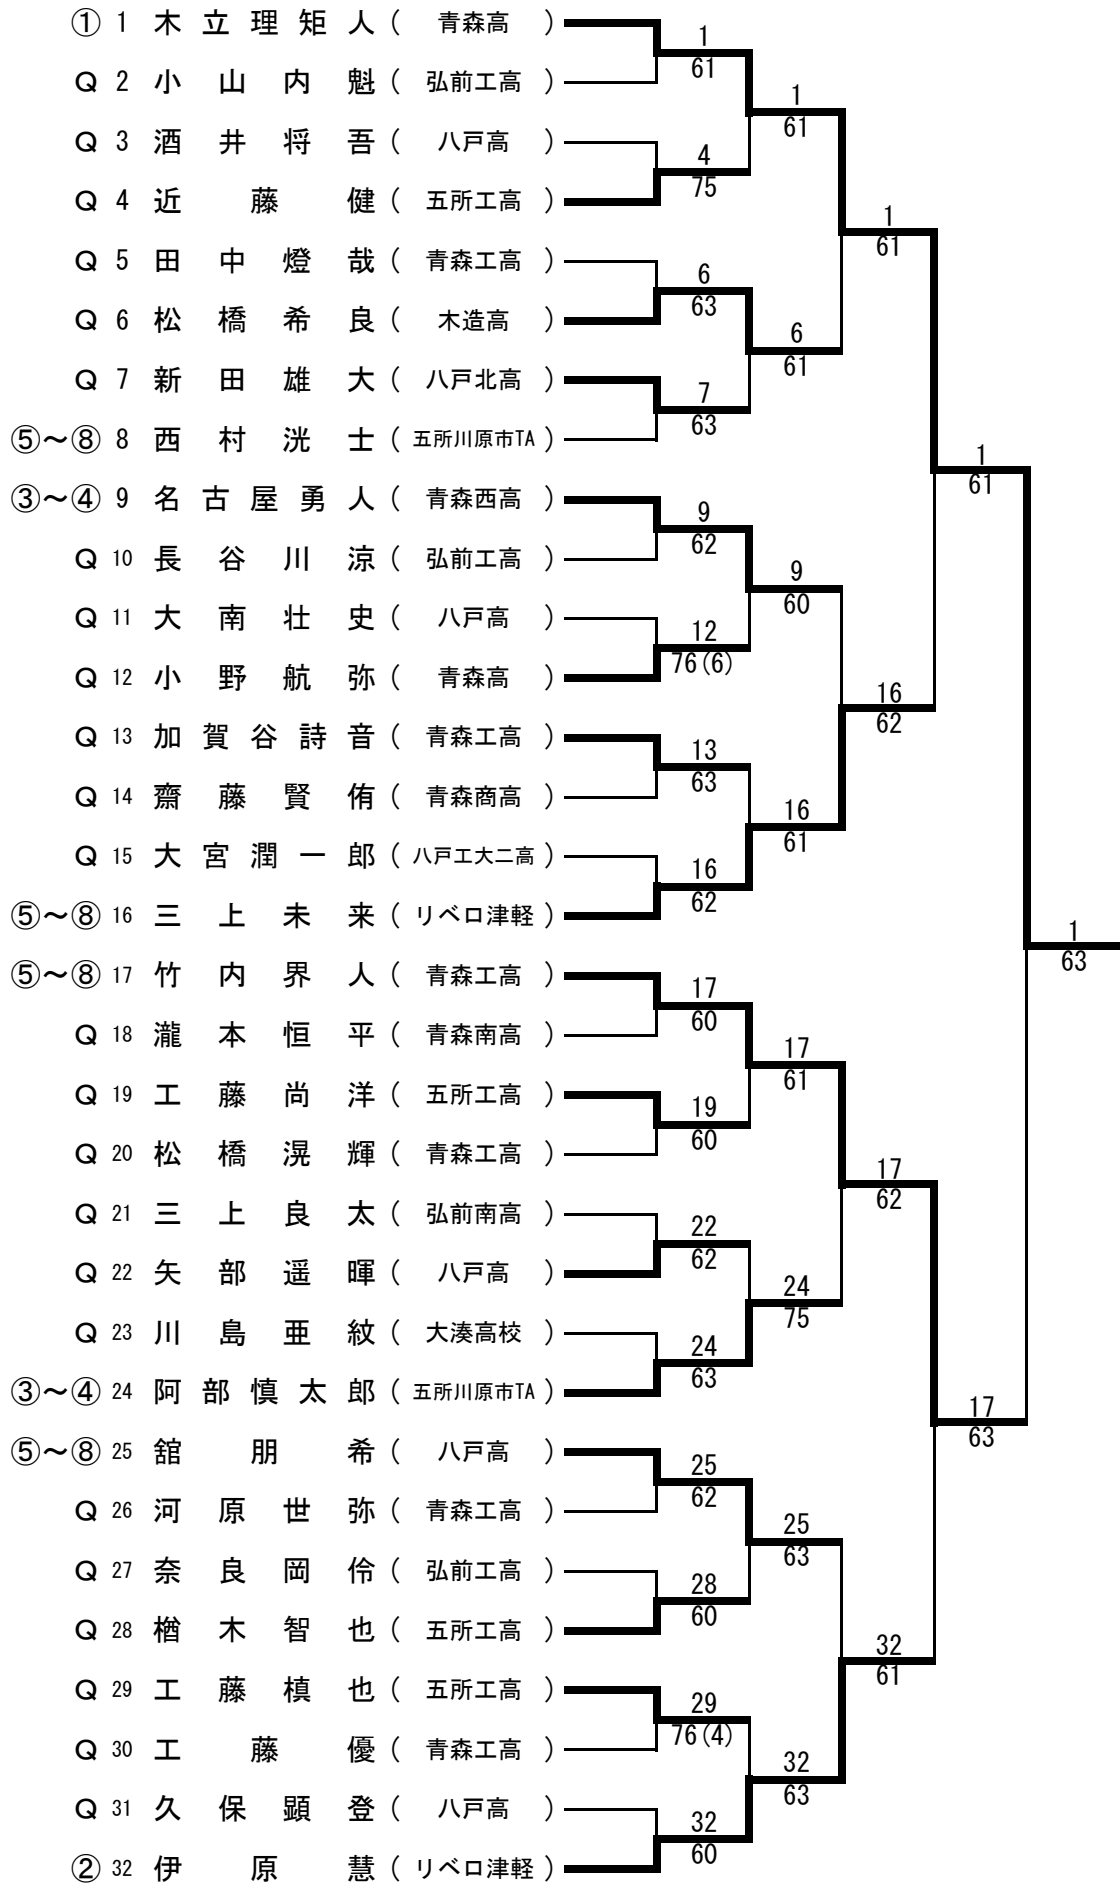 ① 1 木立理矩人 ( 青森高 )
1
61
Q 2 小山内魁 ( 弘前工高 )
1
61
Q 3 酒井将吾 ( 八戸高 )
4
75
Q 4 近藤健 ( 五所工高 )
1
61
Q 5 田中燈哉 ( 青森工高 )
6
63
Q 6 松橋希良 ( 木造高 )
6
61
Q 7 新田雄大 ( 八戸北高 )
7
63
⑤～⑧ 8 西村洸士 ( 五所川原市TA )
1
61
③～④ 9 名古屋勇人 ( 青森西高 )
9
62
Q 10 長谷川涼 ( 弘前工高 )
9
60
Q 11 大南壮史 ( 八戸高 )
12
76(6)
Q 12 小野航弥 ( 青森高 )
16
62
Q 13 加賀谷詩音 ( 青森工高 )
13
63
Q 14 齋藤賢侑 ( 青森商高 )
16
61
Q 15 大宮潤一郎 ( 八戸工大二高 )
16
62
⑤～⑧ 16 三上未来 ( リベロ津軽 )
1
63
⑤～⑧ 17 竹内界人 ( 青森工高 )
17
60
Q 18 瀧本恒平 ( 青森南高 )
17
61
Q 19 工藤尚洋 ( 五所工高 )
19
60
Q 20 松橋滉輝 ( 青森工高 )
17
62
Q 21 三上良太 ( 弘前南高 )
22
62
Q 22 矢部遥暉 ( 八戸高 )
24
75
Q 23 川島亜紋 ( 大湊高校 )
24
63
③～④ 24 阿部慎太郎 ( 五所川原市TA )
17
63
⑤～⑧ 25 舘朋希 ( 八戸高 )
25
62
Q 26 河原世弥 ( 青森工高 )
25
63
Q 27 奈良岡伶 ( 弘前工高 )
28
60
Q 28 楢木智也 ( 五所工高 )
32
61
Q 29 工藤槙也 ( 五所工高 )
29
76(4)
Q 30 工藤優 ( 青森工高 )
32
63
Q 31 久保顕登 ( 八戸高 )
32
60
② 32 伊原慧 ( リベロ津軽 )